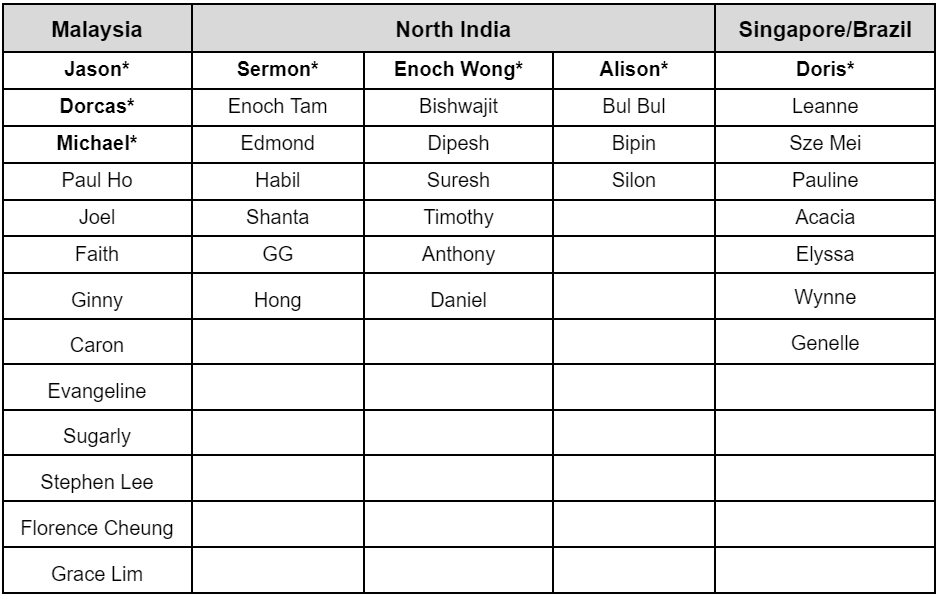 Malaysia North India Singapore/Brazil
Jason* Sermon* Enoch Wong* Alison* Doris*
Dorcas* Enoch Tam Bishwajit Bul Bul Leanne
Michael* Edmond Dipesh Bipin Sze Mei
Paul Ho Habil Suresh Silon Pauline
Joel Shanta Timothy Acacia
Faith GG Anthony Elyssa
Ginny Hong Daniel Wynne
Caron Genelle
Evangeline
Sugarly
Stephen Lee
Florence Cheung
Grace Lim